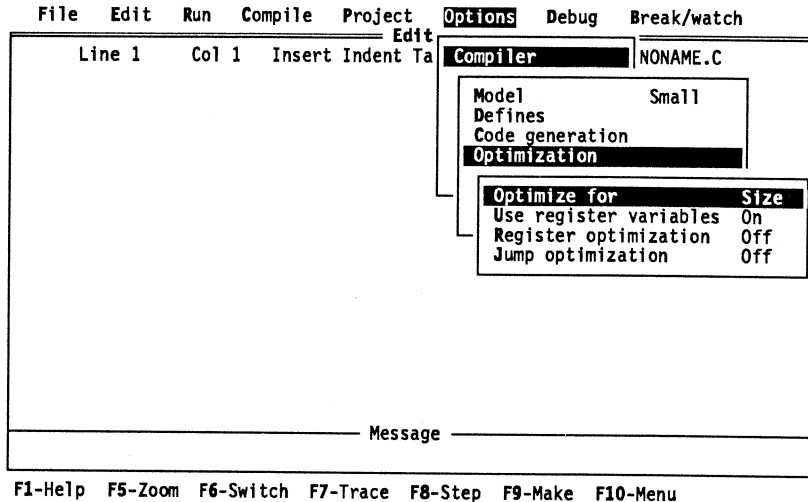 File Edit Run Compile Project Options Debug Break/watch
Edit
Line 1 Col 1 Insert Indent Ta
Compiler
NONAME.C
Model Small
Defines
Code generation
Optimization
Optimize for Size
Use register variables On
Register optimization Off
Jump optimization Off
Message
F1-Help F5-Zoom F6-Switch F7-Trace F8-Step F9-Make F10-Menu